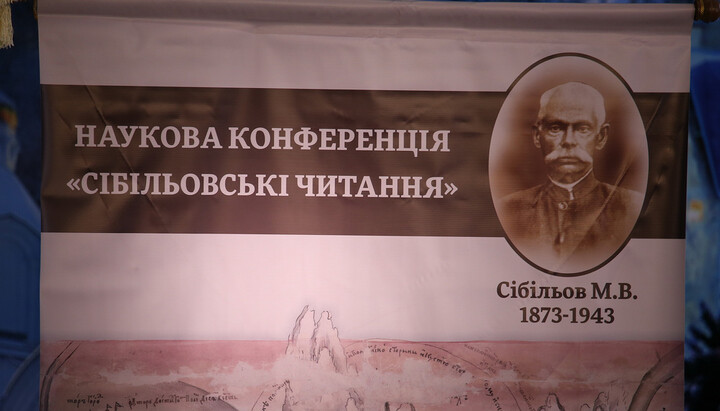 НАУКОВА КОНФЕРЕНЦІЯ
«СІБІЛЬОВСЬКІ ЧИТАННЯ»
Сібільов М.В.
1873-1943